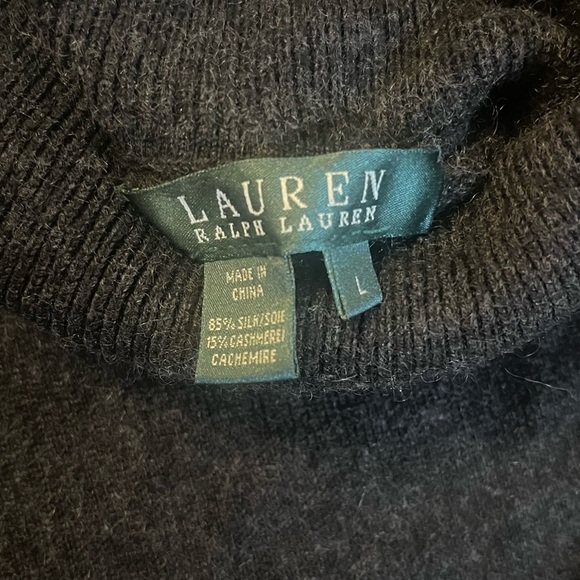 LAUREN
RALPH LAUREN
L
MADE IN
CHINA
85% SILK/SOIE
15% CASHMERE/
CACHEMIRE